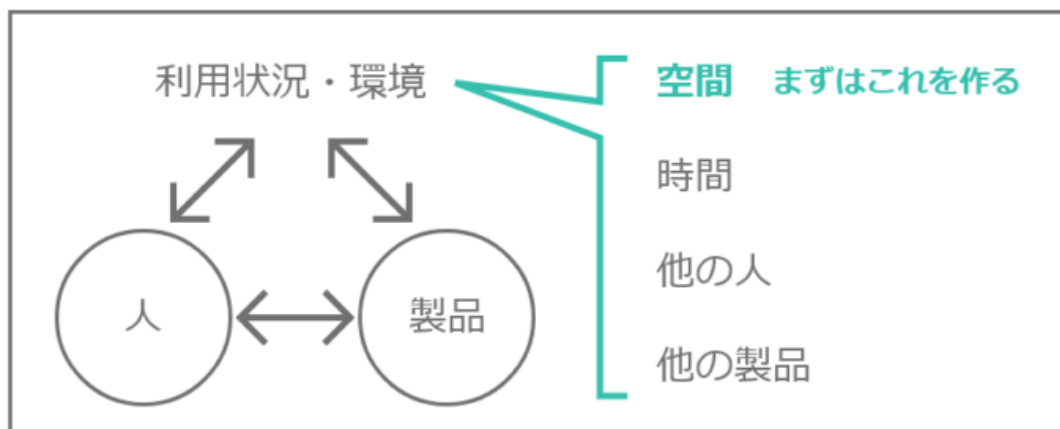 利用状況・環境
空間 まずはこれを作る
時間
他の人
他の製品
人
製品